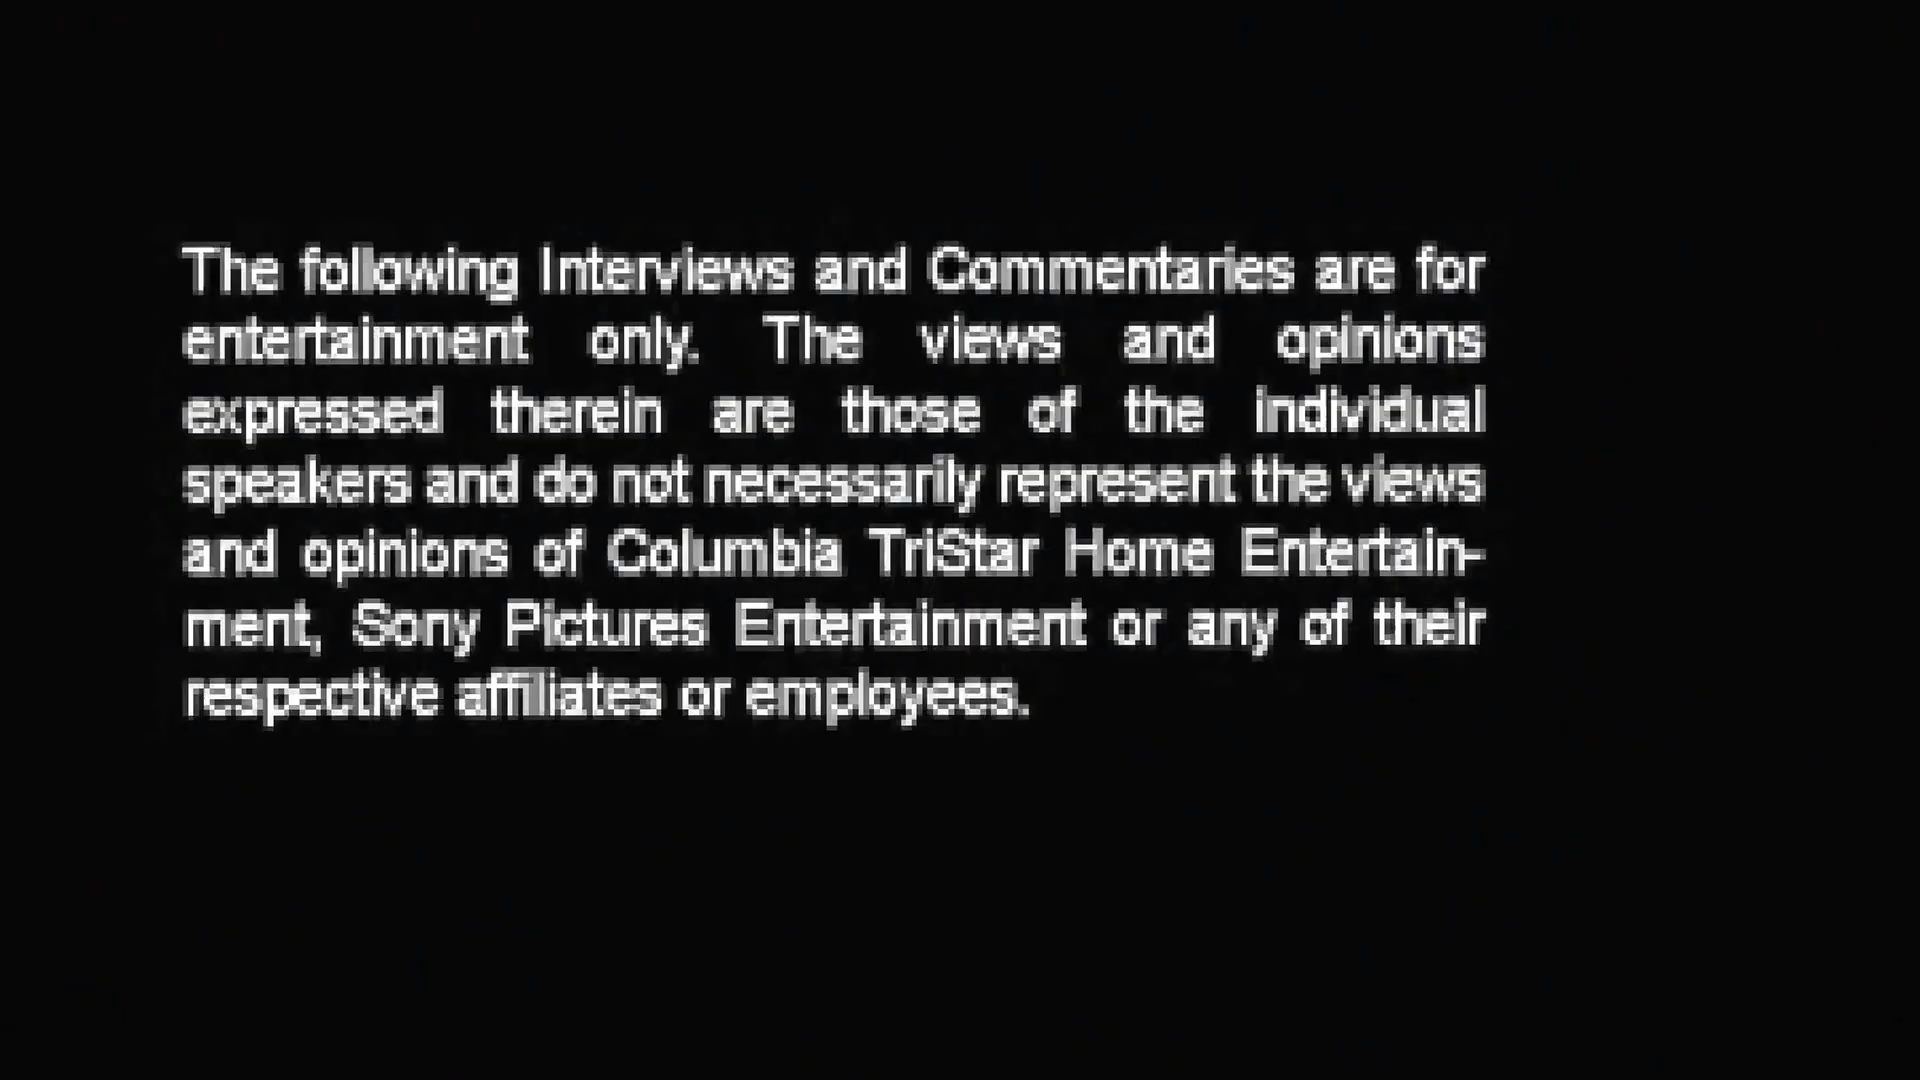 The following Interviews and Commentaries are for
entertainment only. The views and opinions
expressed therein are those of the individual
speakers and do not necessarily represent the views
and opinions of Columbia TriStar Home Entertain-
ment, Sony Pictures Entertainment or any of their
respective affiliates or employees.